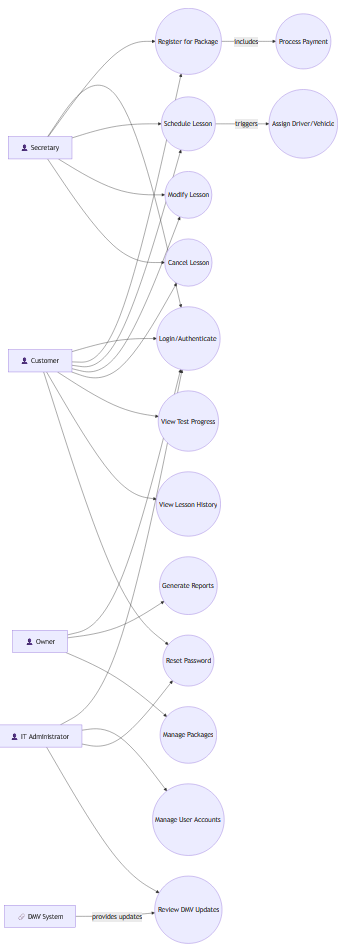 Register for Package
includes
Process Payment
Schedule Lesson
triggers
Assign Driver/Vehicle
Secretary
Modify Lesson
Cancel Lesson
Login/Authenticate
Customer
View Test Progress
View Lesson History
Generate Reports
Owner
Reset Password
Manage Packages
IT Administrator
Manage User Accounts
DMV System
provides updates
Review DMV Updates